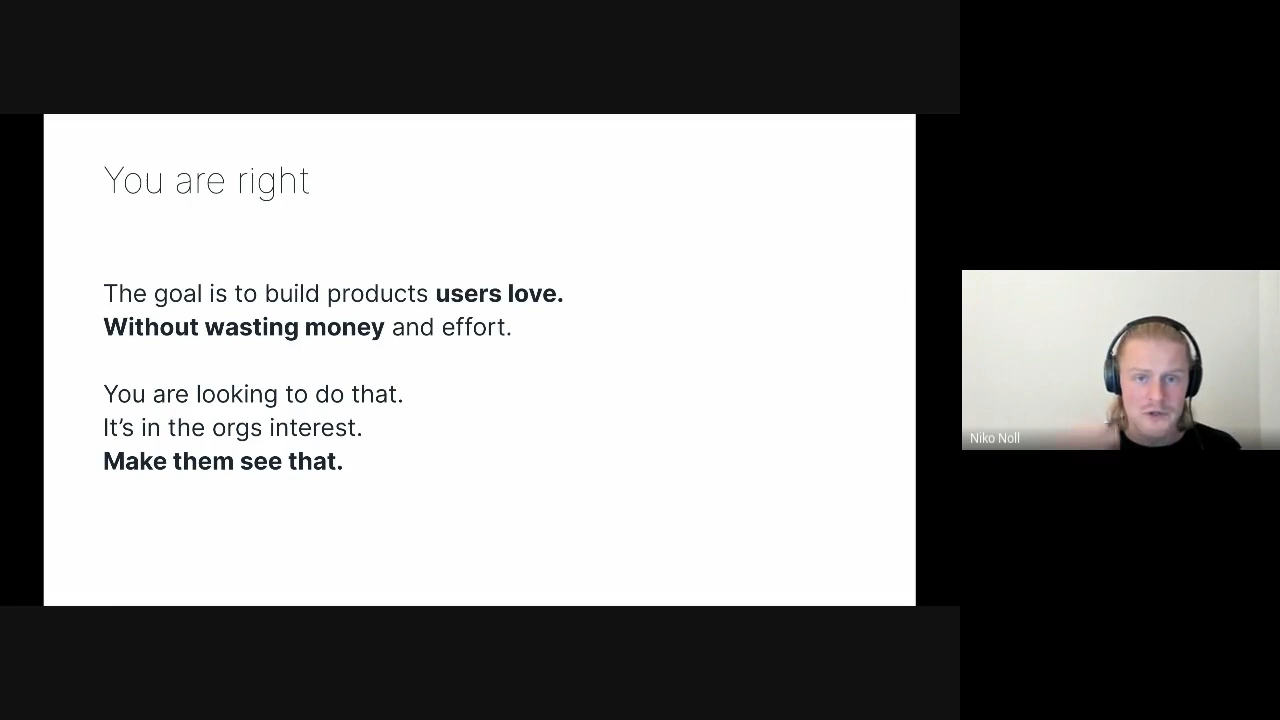 You are right
The goal is to build products users love.
Without wasting money and effort.
You are looking to do that.
It’s in the orgs interest.
Make them see that.
Niko Noll